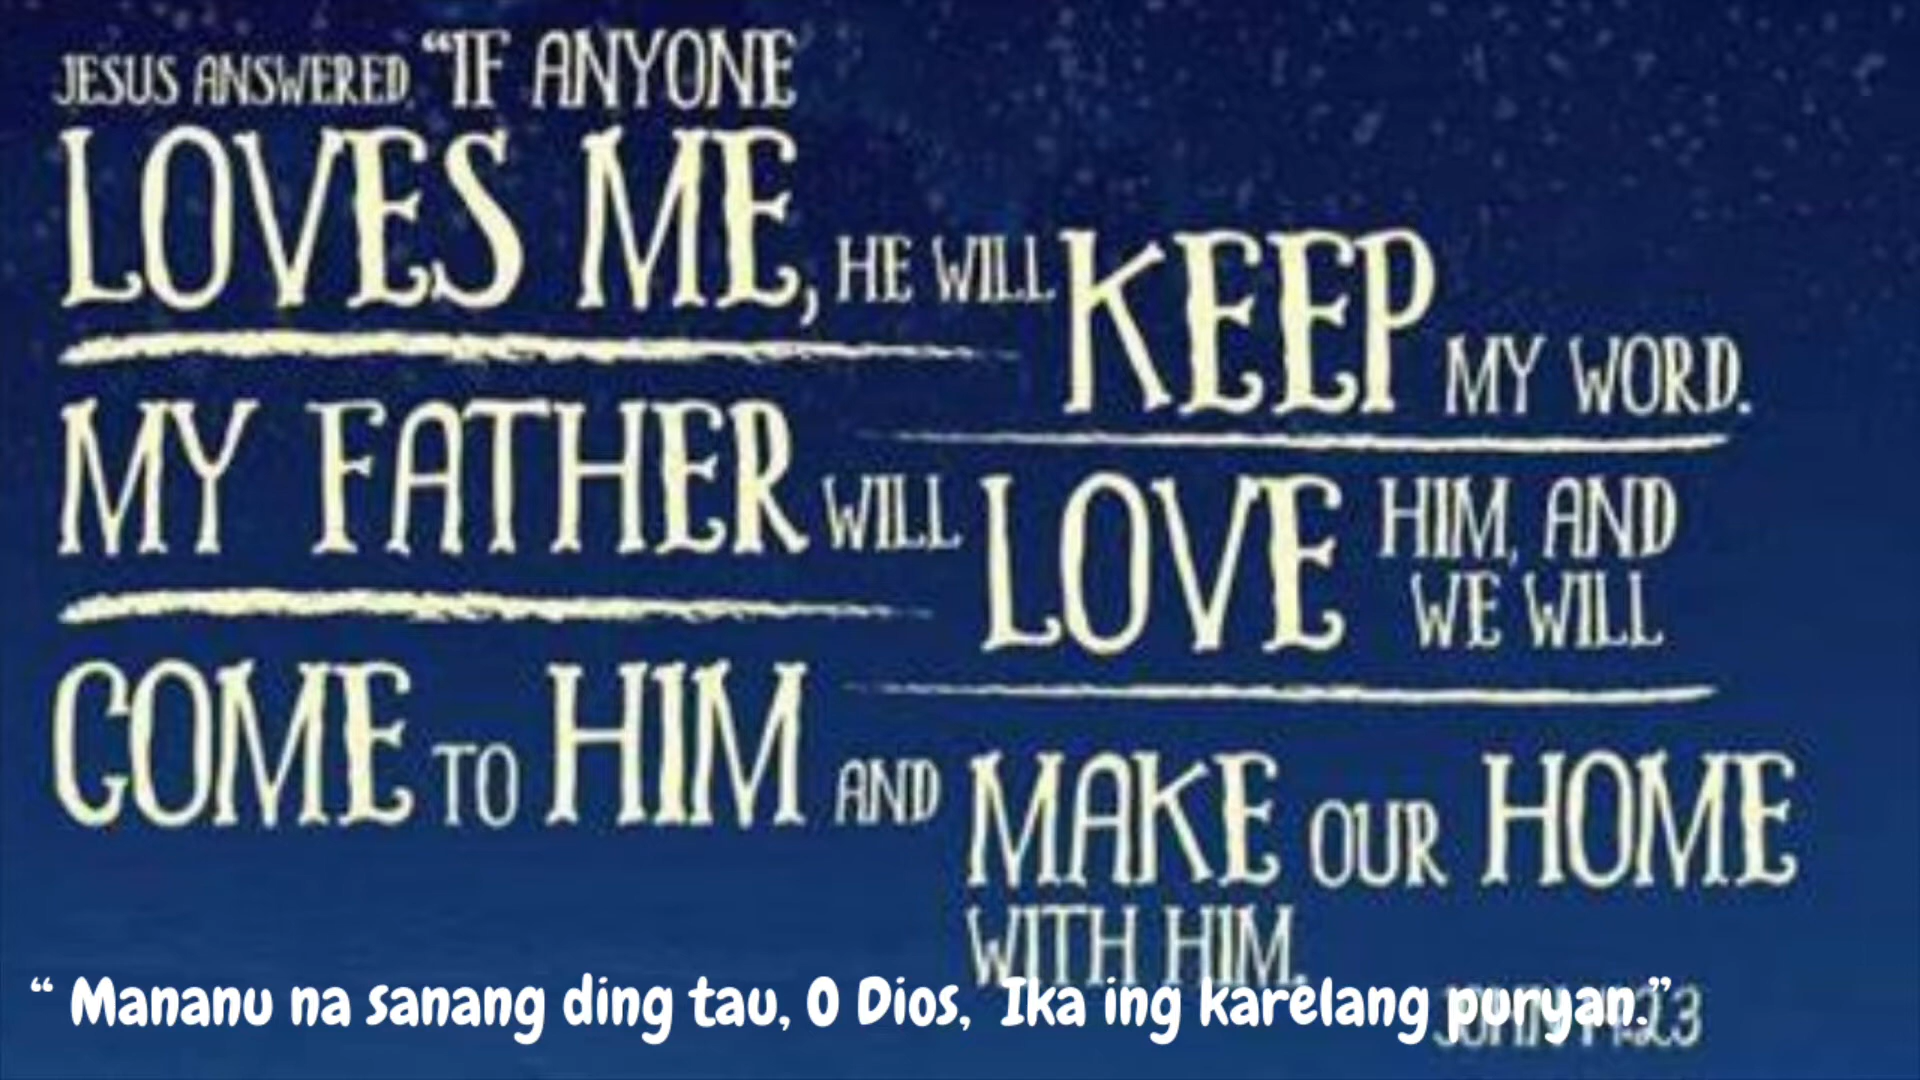 JESUS ANSWERED, “IF ANYONE
LOVES ME, HE WILL KEEP MY WORD.
MY FATHER WILL LOVE HIM, AND
WE WILL
COME TO HIM AND MAKE OUR HOME
WITH HIM.
JOHN 14:23
“ Mananu na sanang ding tau, O Dios, Ika ing karelang puryan.”